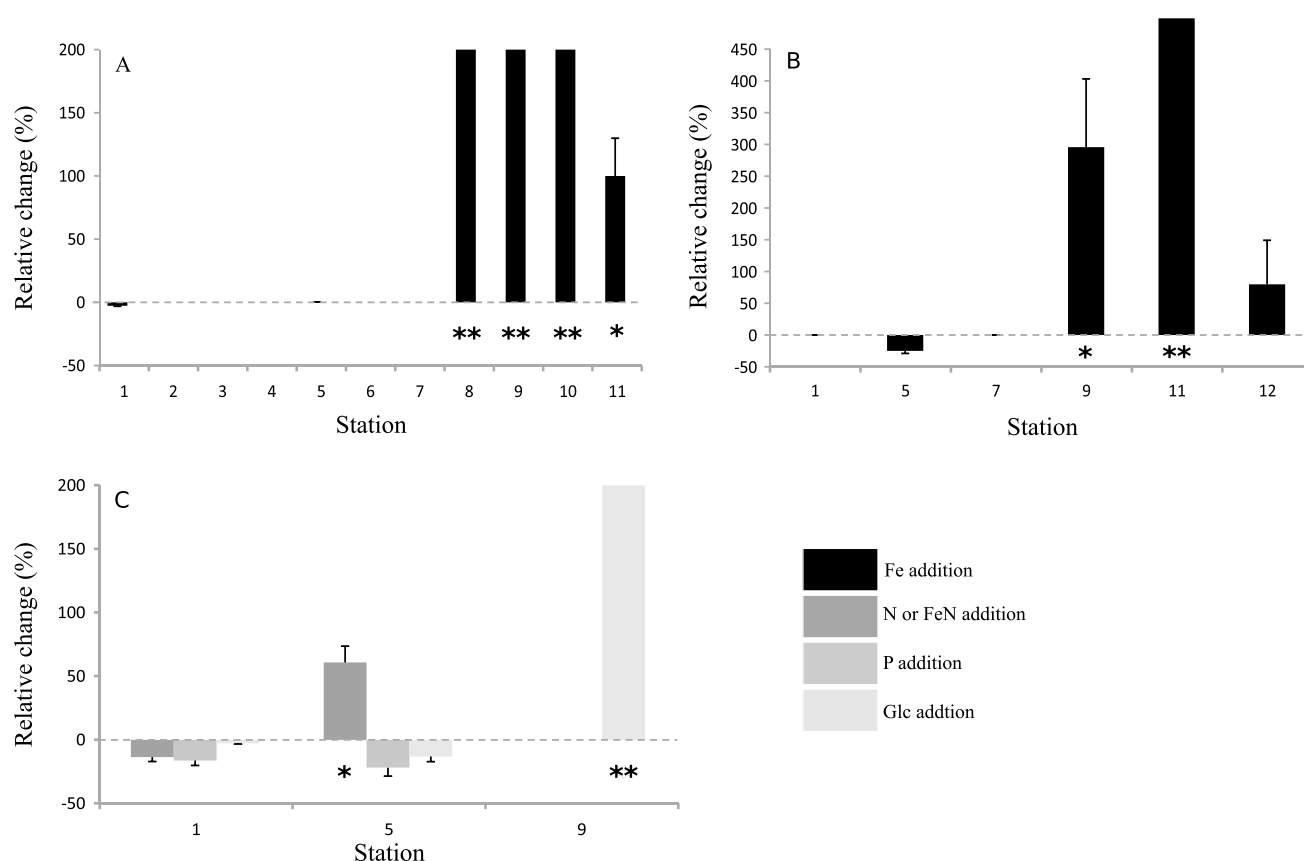 A
Relative change (%)
200
150
100
50
0
-50
** ** ** *
1 2 3 4 5 6 7 8 9 10 11
Station
B
Relative change (%)
450
400
350
300
250
200
150
100
50
0
-50
* **
1 5 7 9 11 12
Station
C
Relative change (%)
200
150
100
50
0
-50
* **
1 5 9
Station
Fe addition
N or FeN addition
P addition
Glc addtion